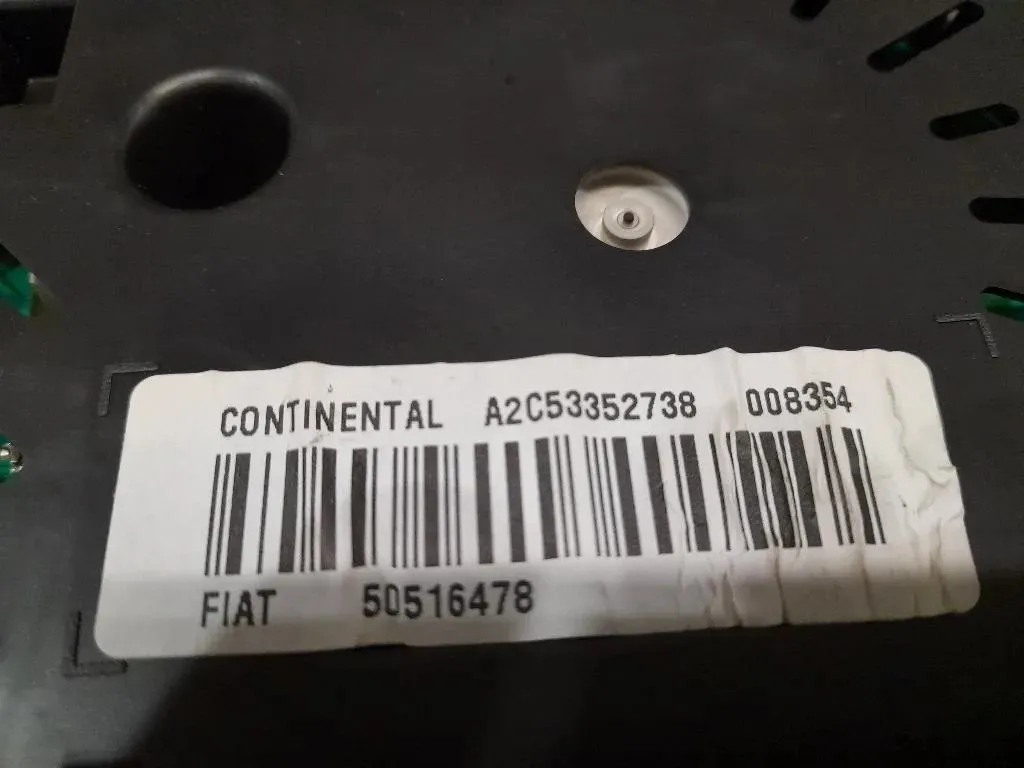 CONTINENTAL A2C53352738 008354
FIAT 50516478